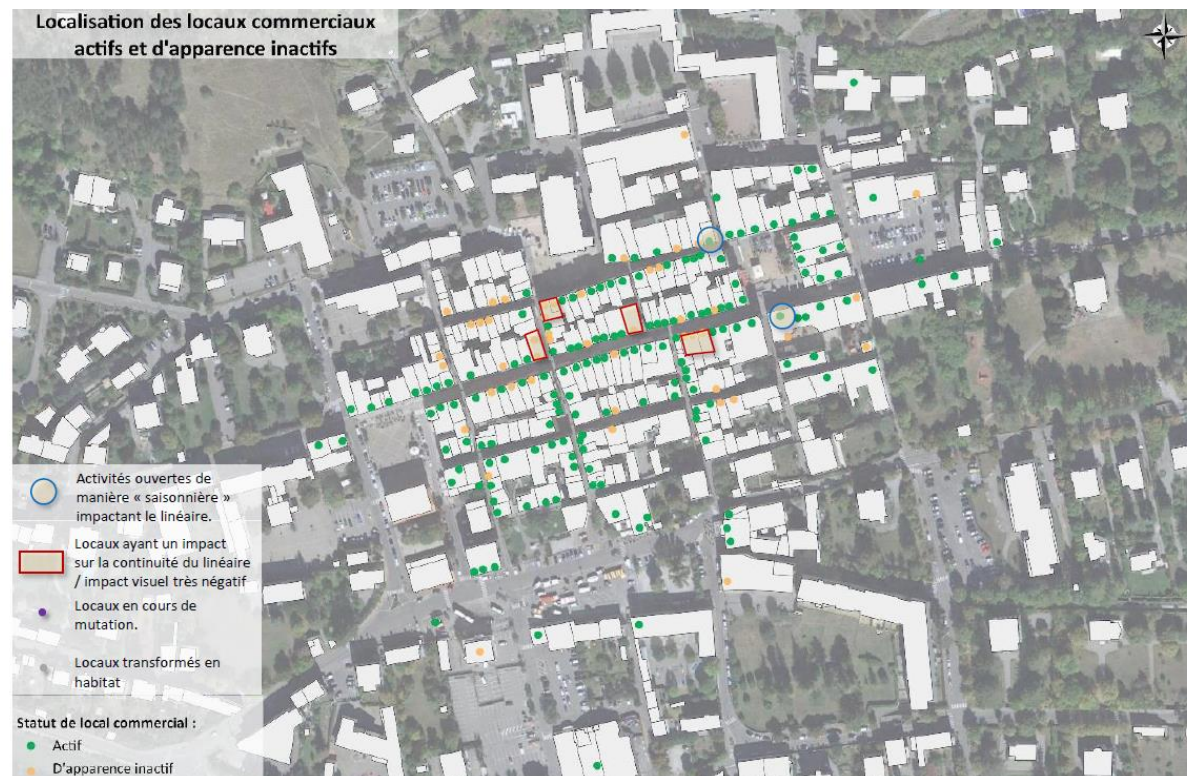 Localisation des locaux commerciaux
actifs et d'apparence inactifs
Activités ouvertes de
manière « saisonnière »
impactant le linéaire.
Locaux ayant un impact
sur la continuité du linéaire
/ impact visuel très négatif
Locaux en cours de
mutation.
Locaux transformés en
habitat
Statut de local commercial :
Actif
D'apparence inactif